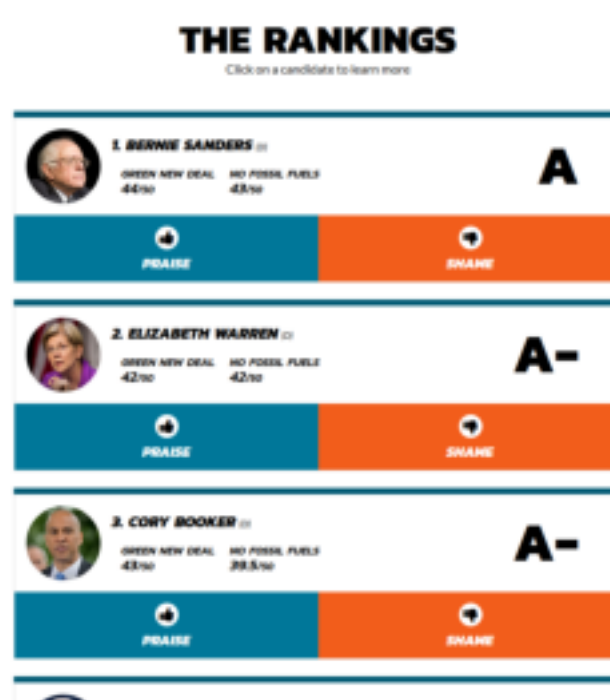 THE RANKINGS
Click on a candidate to learn more
1. BERNIE SANDERS (D)
GREEN NEW DEAL NO FOSSIL FUELS
44/50 43/50
A
PRAISE SHAME
2. ELIZABETH WARREN (D)
GREEN NEW DEAL NO FOSSIL FUELS
42/50 42/50
A-
PRAISE SHAME
3. CORY BOOKER (D)
GREEN NEW DEAL NO FOSSIL FUELS
43/50 39.5/50
A-
PRAISE SHAME